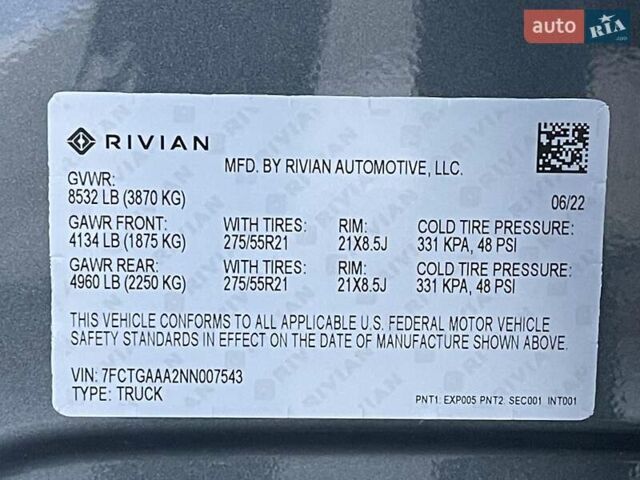 auto RIA.com
RIVIAN
MFD. BY RIVIAN AUTOMOTIVE, LLC.
GVWR:
8532 LB (3870 KG)
06/22
GAWR FRONT: WITH TIRES: RIM: COLD TIRE PRESSURE:
4134 LB (1875 KG) 275/55R21 21X8.5J 331 KPA, 48 PSI
GAWR REAR: WITH TIRES: RIM: COLD TIRE PRESSURE:
4960 LB (2250 KG) 275/55R21 21X8.5J 331 KPA, 48 PSI
THIS VEHICLE CONFORMS TO ALL APPLICABLE U.S. FEDERAL MOTOR VEHICLE
SAFETY STANDARDS IN EFFECT ON THE DATE OF MANUFACTURE SHOWN ABOVE.
VIN: 7FCTGAAA2NN007543
TYPE: TRUCK
PNT1: EXP005 PNT2: SEC001 INT001